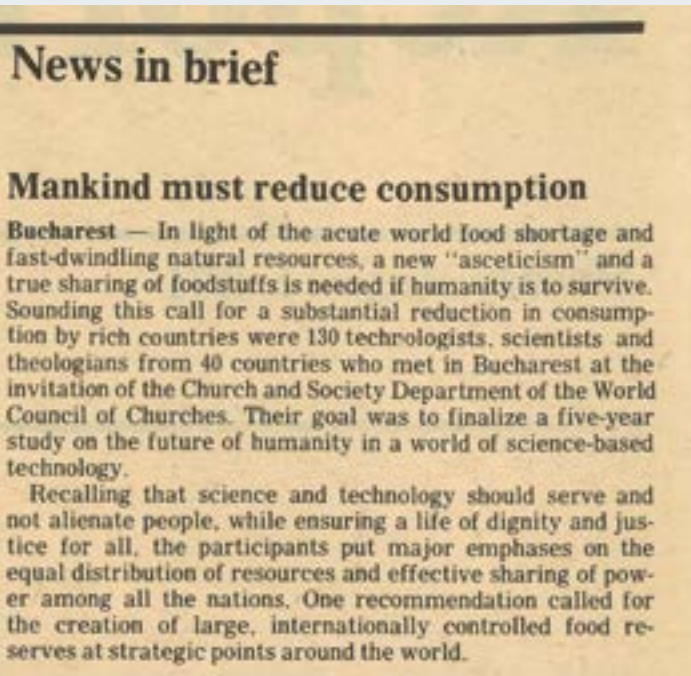 News in brief
Mankind must reduce consumption
Bucharest — In light of the acute world food shortage and
fast-dwindling natural resources, a new "asceticism" and a
true sharing of foodstuffs is needed if humanity is to survive.
Sounding this call for a substantial reduction in consump-
tion by rich countries were 130 technologists, scientists and
theologians from 40 countries who met in Bucharest at the
invitation of the Church and Society Department of the World
Council of Churches. Their goal was to finalize a five-year
study on the future of humanity in a world of science-based
technology.
Recalling that science and technology should serve and
not alienate people, while ensuring a life of dignity and jus-
tice for all, the participants put major emphases on the
equal distribution of resources and effective sharing of pow-
er among all the nations. One recommendation called for
the creation of large, internationally controlled food re-
serves at strategic points around the world.